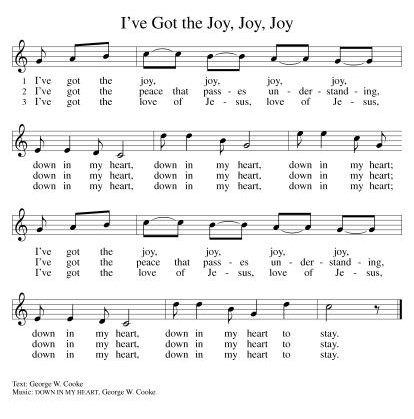 I've Got the Joy, Joy, Joy
1 I've got the joy, joy, joy, joy,
2 I've got the peace that pass - es un - der - stand - ing,
3 I've got the love of Je - sus, love of Je - sus,
down in my heart, down in my heart, down in my heart;
down in my heart, down in my heart, down in my heart;
down in my heart, down in my heart, down in my heart;
I've got the joy, joy, joy, joy,
I've got the peace that pass - es un - der - stand - ing,
I've got the love of Je - sus, love of Je - sus,
down in my heart, down in my heart to stay.
down in my heart, down in my heart to stay.
down in my heart, down in my heart to stay.
Text: George W. Cooke
Music: DOWN IN MY HEART, George W. Cooke